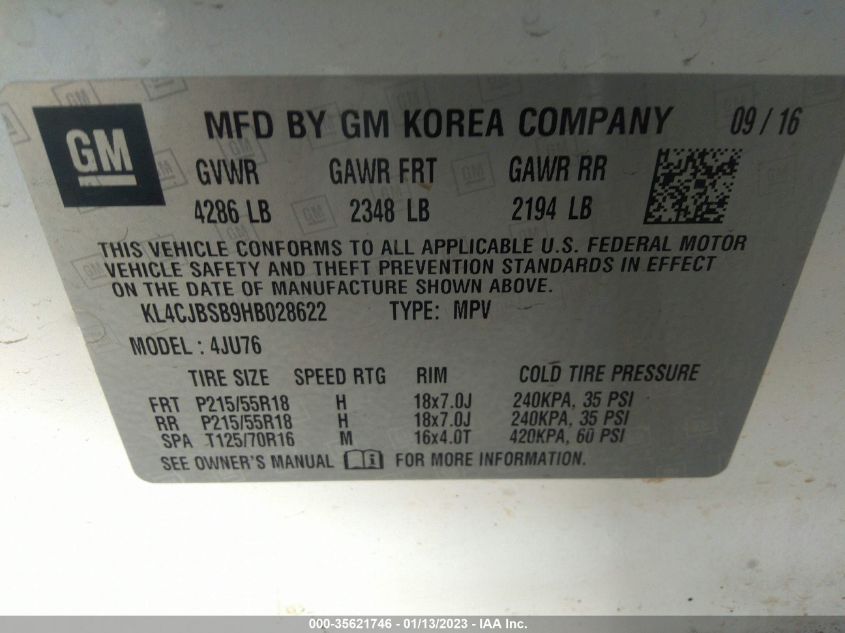 GM
MFD BY GM KOREA COMPANY 09/16
GVWR GAWR FRT GAWR RR
4286 LB 2348 LB 2194 LB
THIS VEHICLE CONFORMS TO ALL APPLICABLE U.S. FEDERAL MOTOR
VEHICLE SAFETY AND THEFT PREVENTION STANDARDS IN EFFECT
ON THE DATE OF MANUFACTURE SHOWN ABOVE.
KL4CJBSB9HB028622 TYPE: MPV
MODEL: 4JU76
TIRE SIZE SPEED RTG RIM COLD TIRE PRESSURE
FRT P215/55R18 H 18x7.0J 240KPA, 35 PSI
RR P215/55R18 H 18x7.0J 240KPA, 35 PSI
SPA T125/70R16 M 16x4.0T 420KPA, 60 PSI
SEE OWNER'S MANUAL FOR MORE INFORMATION.
000-35621746 - 01/13/2023 - IAA Inc.